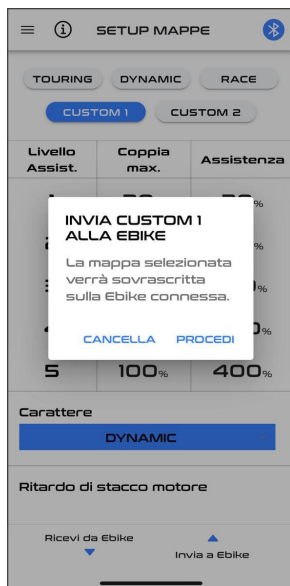 SETUP MAPPE
TOURING DYNAMIC RACE
CUSTOM 1 CUSTOM 2
Livello Assist. Coppia max. Assistenza
%
INVIA CUSTOM 1
ALLA EBIKE
%
La mappa selezionata
verrà sovrascritta
%
sulla Ebike connessa.
%
CANCELLA PROCEDI
5 100% 400%
Carattere
DYNAMIC
Ritardo di stacco motore
Ricevi da Ebike
Invia a Ebike